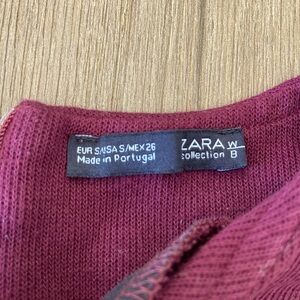 EUR S/USA S/MEX 26
Made in Portugal
ZARA W
collection B